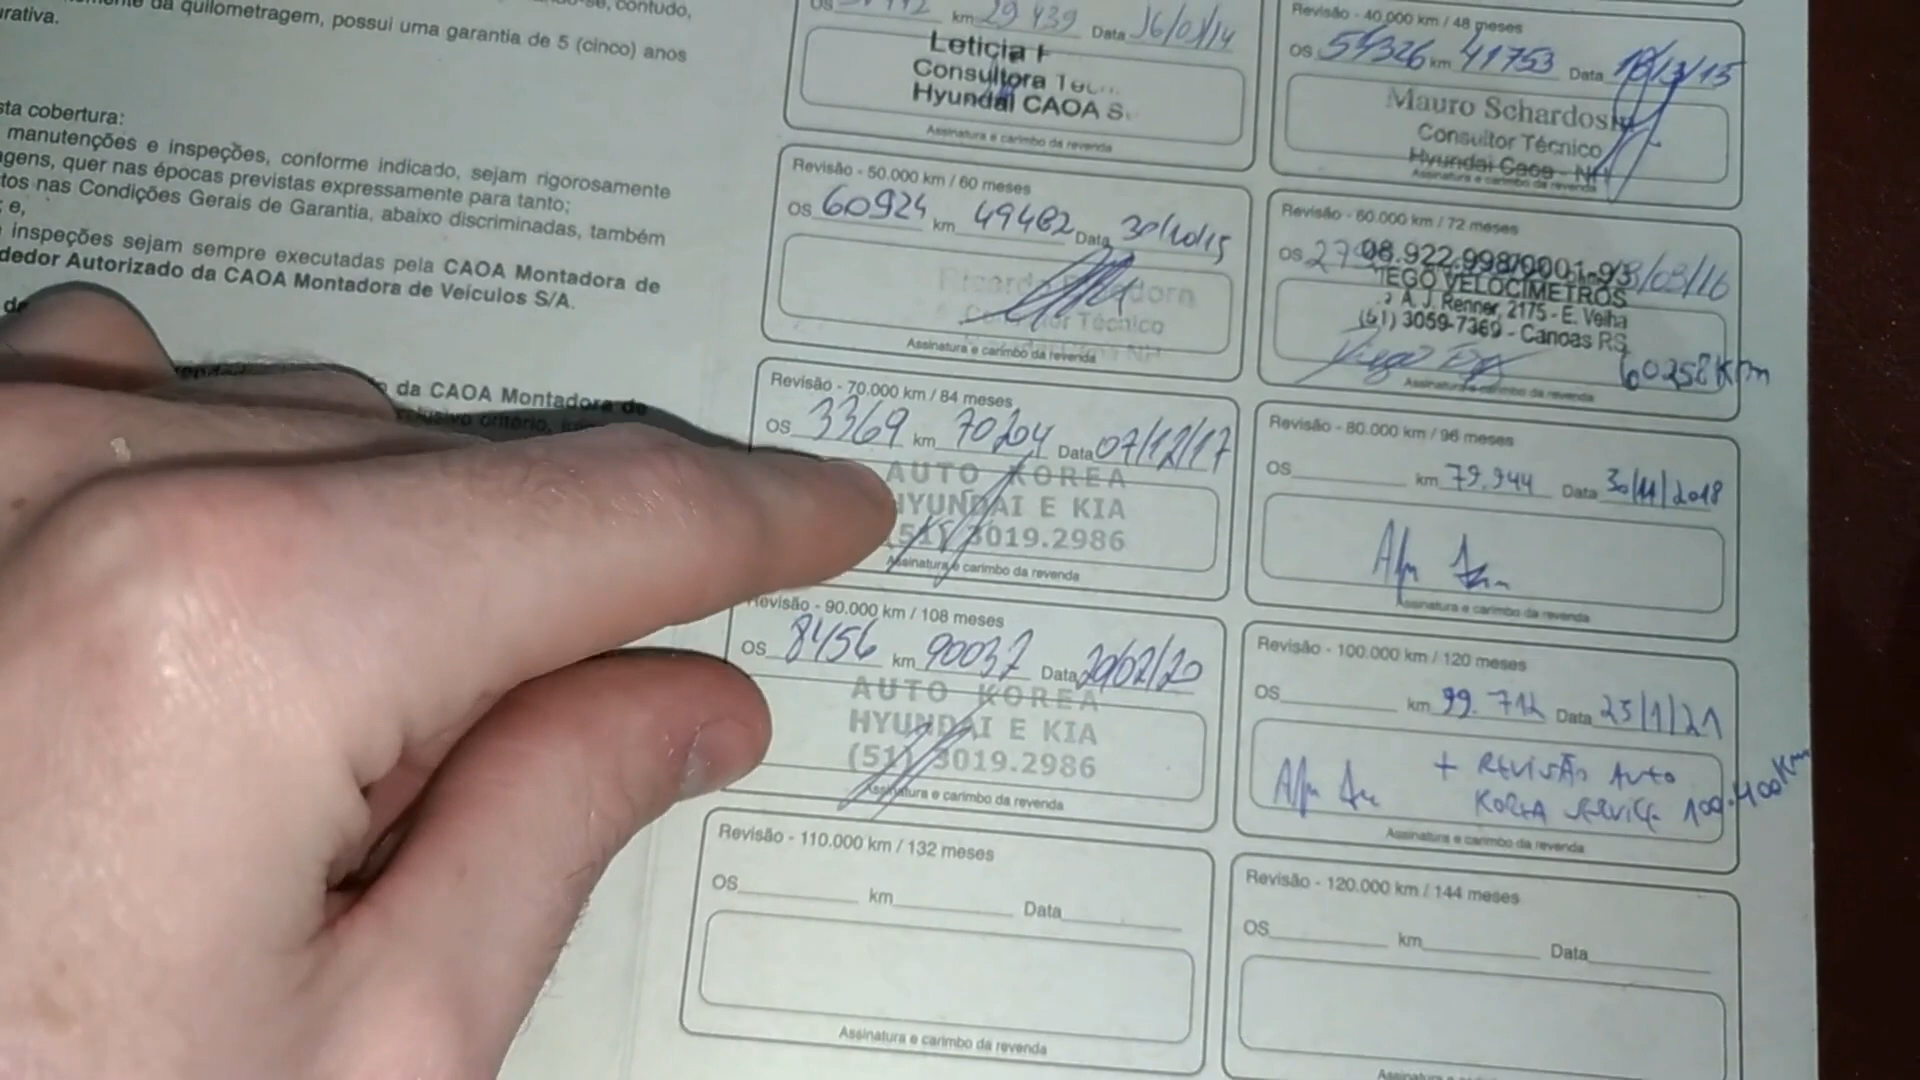 da quilometragem, possui uma garantia de 5 (cinco) anos
sta cobertura:
manutenções e inspeções, conforme indicado, sejam rigorosamente
gens, quer nas épocas previstas expressamente para tanto;
tos nas Condições Gerais de Garantia, abaixo discriminadas, também
e,
inspeções sejam sempre executadas pela CAOA Montadora de
dedor Autorizado da CAOA Montadora de Veículos S/A.
da CAOA Montadora de
km 29 439 Data 16/01/14
Leticia F
Consultora
Hyundai CAOA S
Assinatura e carimbo da revenda
Revisão - 40.000 km / 48 meses
OS 54326 km 41753 Data
Mauro Schardosi
Consultor Técnico
Hyundai Caoa - NH
Assinatura e carimbo da revenda
Revisão - 50.000 km / 60 meses
OS 60924 km 49462 Data 30/10/15
Consultor Técnico
Assinatura e carimbo da revenda
Revisão - 60.000 km / 72 meses
OS 08.922.998/0001-93 /03/16
IEGO VELOCÍMETROS
A. J. Renner, 2175 - E. Velha
(51) 3059-7369 - Canoas RS
60258 Km
Assinatura e carimbo da revenda
Revisão - 70.000 km / 84 meses
OS 3369 km 70204 Data 07/12/17
AUTO KOREA
HYUNDAI E KIA
(51) 3019.2986
Assinatura e carimbo da revenda
Revisão - 80.000 km / 96 meses
OS km 79.944 Data 30/11/2018
Assinatura e carimbo da revenda
Revisão - 90.000 km / 108 meses
OS 8456 km 90037 Data 20/02/20
AUTO KOREA
HYUNDAI E KIA
(51) 3019.2986
Assinatura e carimbo da revenda
Revisão - 100.000 km / 120 meses
OS km 99.712 Data 25/1/21
+ REVISÃO AUTO
KOREA SERVICE 100.400 Km
Assinatura e carimbo da revenda
Revisão - 110.000 km / 132 meses
OS km Data
Assinatura e carimbo da revenda
Revisão - 120.000 km / 144 meses
OS km Data